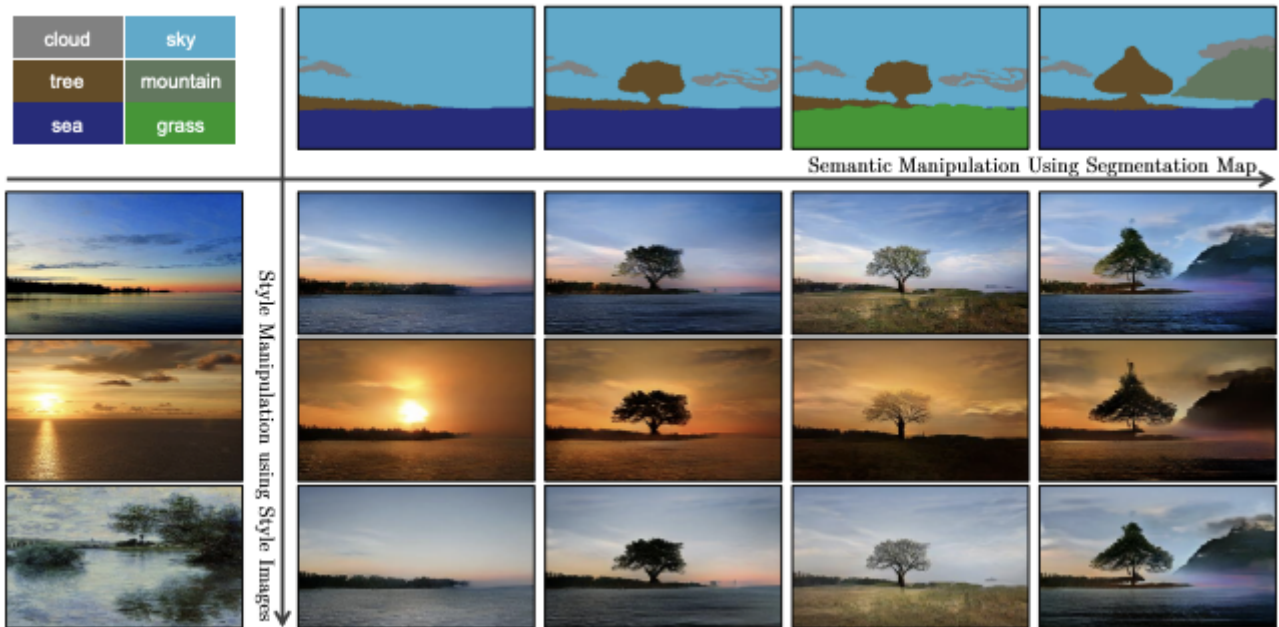 cloud
sky
tree
mountain
sea
grass
Semantic Manipulation Using Segmentation Map
Style Manipulation using Style Images